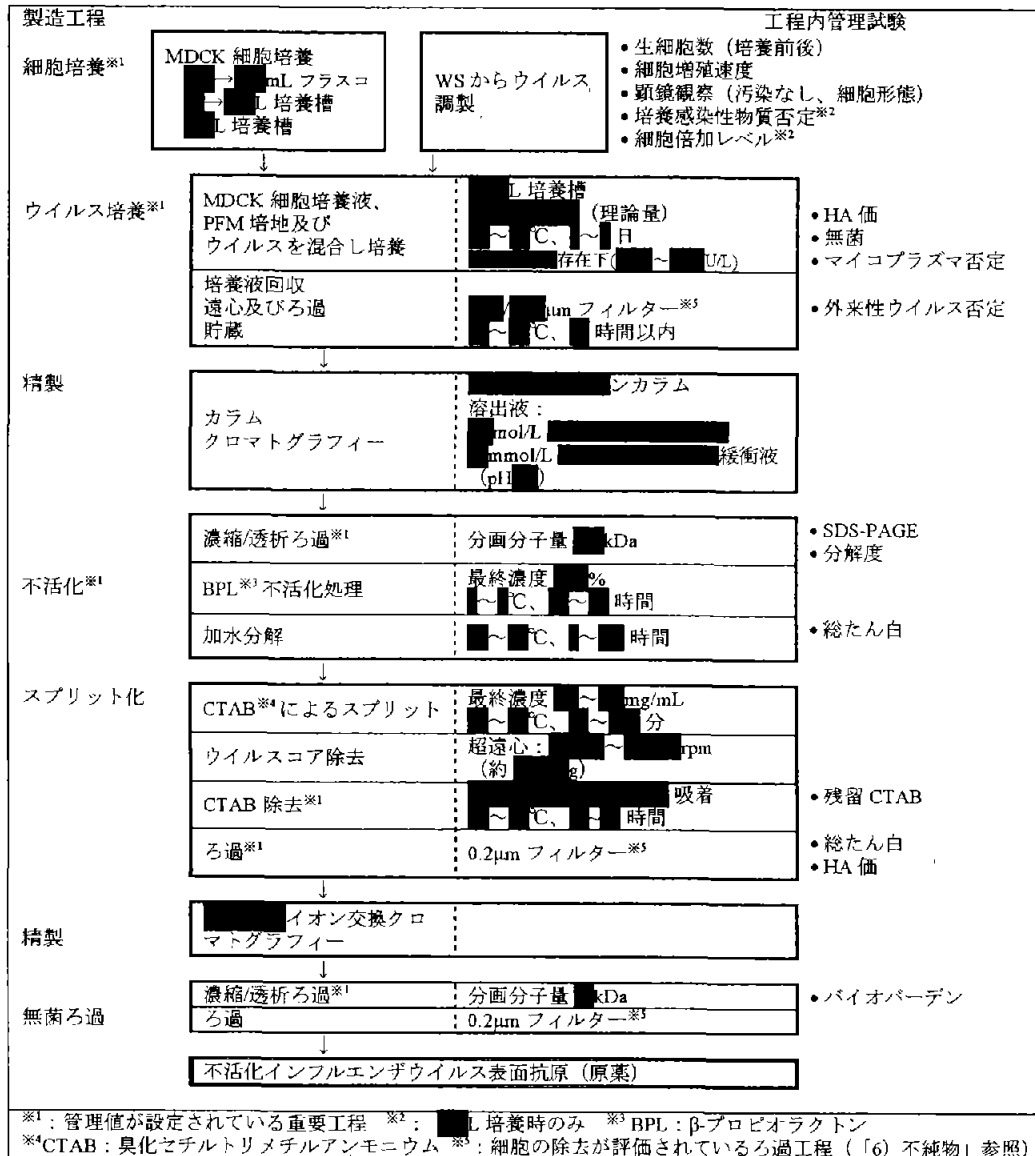 製造工程
工程内管理試験
細胞培養※1
MDCK 細胞培養
→ mL フラスコ
→ L 培養槽
L 培養槽
WS からウイルス
調製
• 生細胞数（培養前後）
• 細胞増殖速度
• 顕鏡観察（汚染なし、細胞形態）
• 培養感染性物質否定※2
• 細胞倍加レベル※2
↓
↓
ウイルス培養※1
MDCK 細胞培養液、
PFM 培地及び
ウイルスを混合し培養
L 培養槽
（理論量）
～ ℃、 ～ 日
存在下( ～ U/L)
• HA 価
• 無菌
• マイコプラズマ否定
培養液回収
遠心及びろ過
貯蔵
/ μm フィルター※5
～ ℃、 時間以内
• 外来性ウイルス否定
↓
精製
カラム
クロマトグラフィー
ンカラム
溶出液：
mol/L
mmol/L 緩衝液
（pH ）
↓
濃縮/透析ろ過※1
分画分子量 kDa
• SDS-PAGE
• 分解度
不活化※1
BPL※3 不活化処理
最終濃度 %
～ ℃、 ～ 時間
加水分解
～ ℃、 ～ 時間
• 総たん白
↓
スプリット化
CTAB※4 によるスプリット
最終濃度 ～ mg/mL
～ ℃、 ～ 分
ウイルスコア除去
超遠心： ～ rpm
（約 g）
CTAB 除去※1
吸着
～ ℃、 ～ 時間
• 残留 CTAB
ろ過※1
0.2μm フィルター※5
• 総たん白
• HA 価
↓
精製
イオン交換クロ
マトグラフィー
↓
無菌ろ過
濃縮/透析ろ過※1
分画分子量 kDa
• バイオバーデン
ろ過
0.2μm フィルター※5
↓
不活化インフルエンザウイルス表面抗原（原薬）
※1：管理値が設定されている重要工程 ※2： L 培養時のみ ※3 BPL：β-プロピオラクトン
※4CTAB：臭化セチルトリメチルアンモニウム ※5：細胞の除去が評価されているろ過工程（「6）不純物」参照）